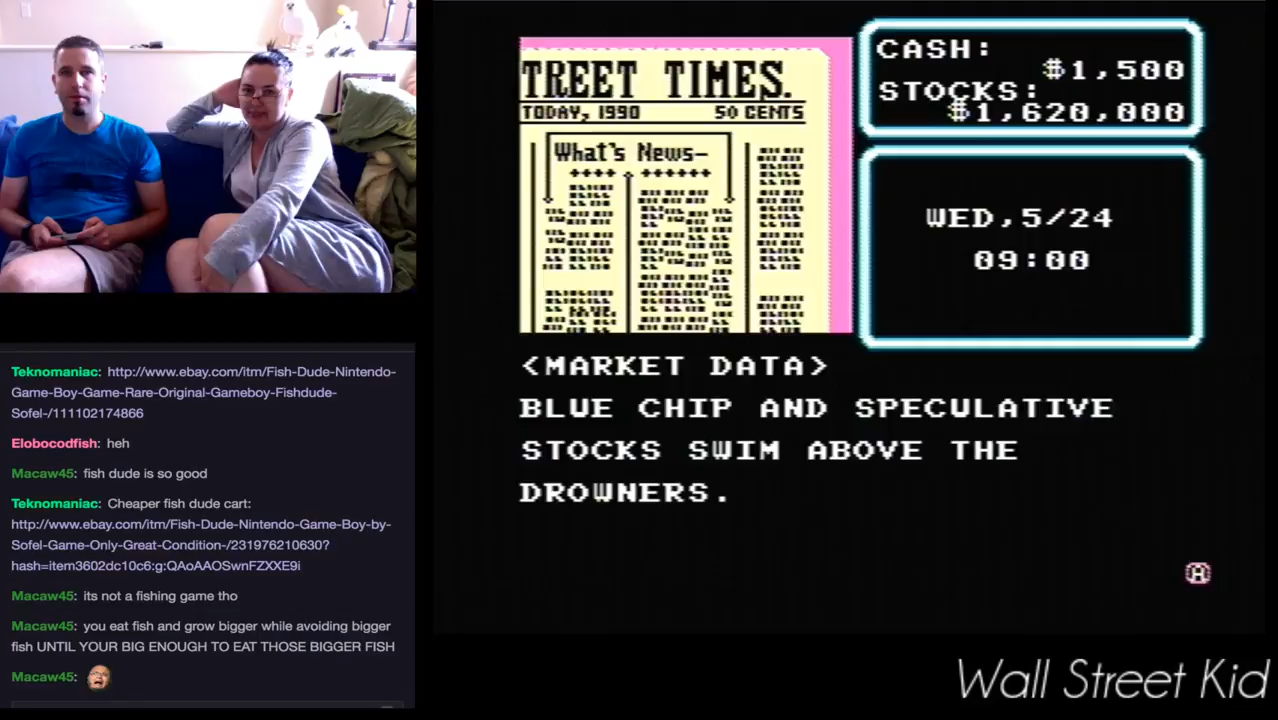 Teknomaniac: http://www.ebay.com/itm/Fish-Dude-Nintendo-
Game-Boy-Game-Rare-Original-Gameboy-Fishdude-
Sofel-/111102174866
Elobocodfish: heh
Macaw45: fish dude is so good
Teknomaniac: Cheaper fish dude cart:
http://www.ebay.com/itm/Fish-Dude-Nintendo-Game-Boy-by-
Sofel-Game-Only-Great-Condition-/231976210630?
hash=item3602dc10c6:g:QAoAAOSwnFZXXE9i
Macaw45: its not a fishing game tho
Macaw45: you eat fish and grow bigger while avoiding bigger
fish UNTIL YOUR BIG ENOUGH TO EAT THOSE BIGGER FISH
Macaw45:
TREET TIMES.
TODAY, 1990 50 CENTS
What's News—
CASH:
$1,500
STOCKS:
$1,620,000
WED,5/24
09:00
<MARKET DATA>
BLUE CHIP AND SPECULATIVE
STOCKS SWIM ABOVE THE
DROWNERS.
A
Wall Street Kid